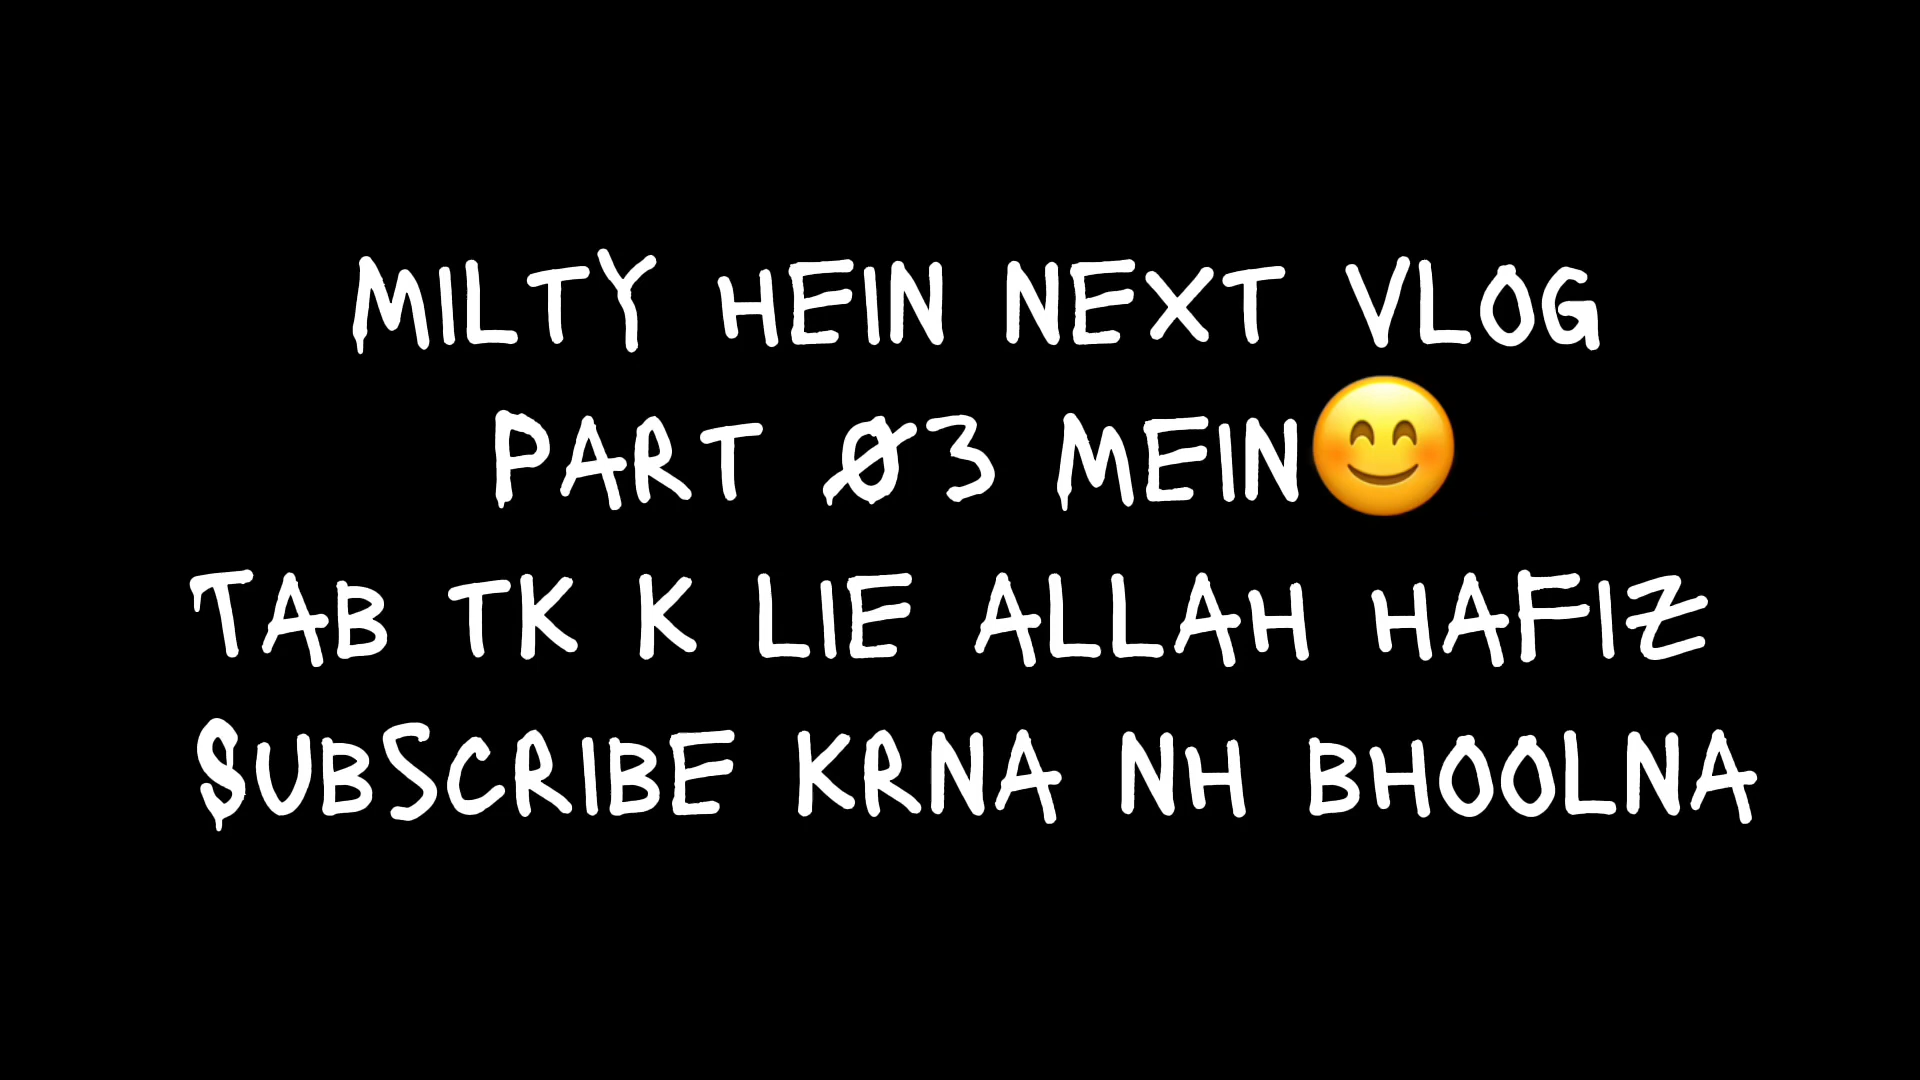 MILTY HEIN NEXT VLOG
PART 03 MEIN😊
TAB TK K LIE ALLAH HAFIZ
SUBSCRIBE KRNA NH BHOOLNA